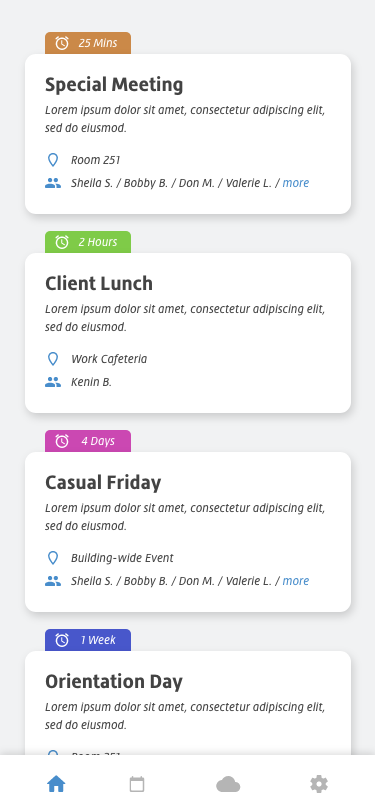 25 Mins
Special Meeting
Lorem ipsum dolor sit amet, consectetur adipiscing elit,
sed do eiusmod.
Room 251
Sheila S. / Bobby B. / Don M. / Valerie L. / more
2 Hours
Client Lunch
Lorem ipsum dolor sit amet, consectetur adipiscing elit,
sed do eiusmod.
Work Cafeteria
Kenin B.
4 Days
Casual Friday
Lorem ipsum dolor sit amet, consectetur adipiscing elit,
sed do eiusmod.
Building-wide Event
Sheila S. / Bobby B. / Don M. / Valerie L. / more
1 Week
Orientation Day
Lorem ipsum dolor sit amet, consectetur adipiscing elit,
sed do eiusmod.